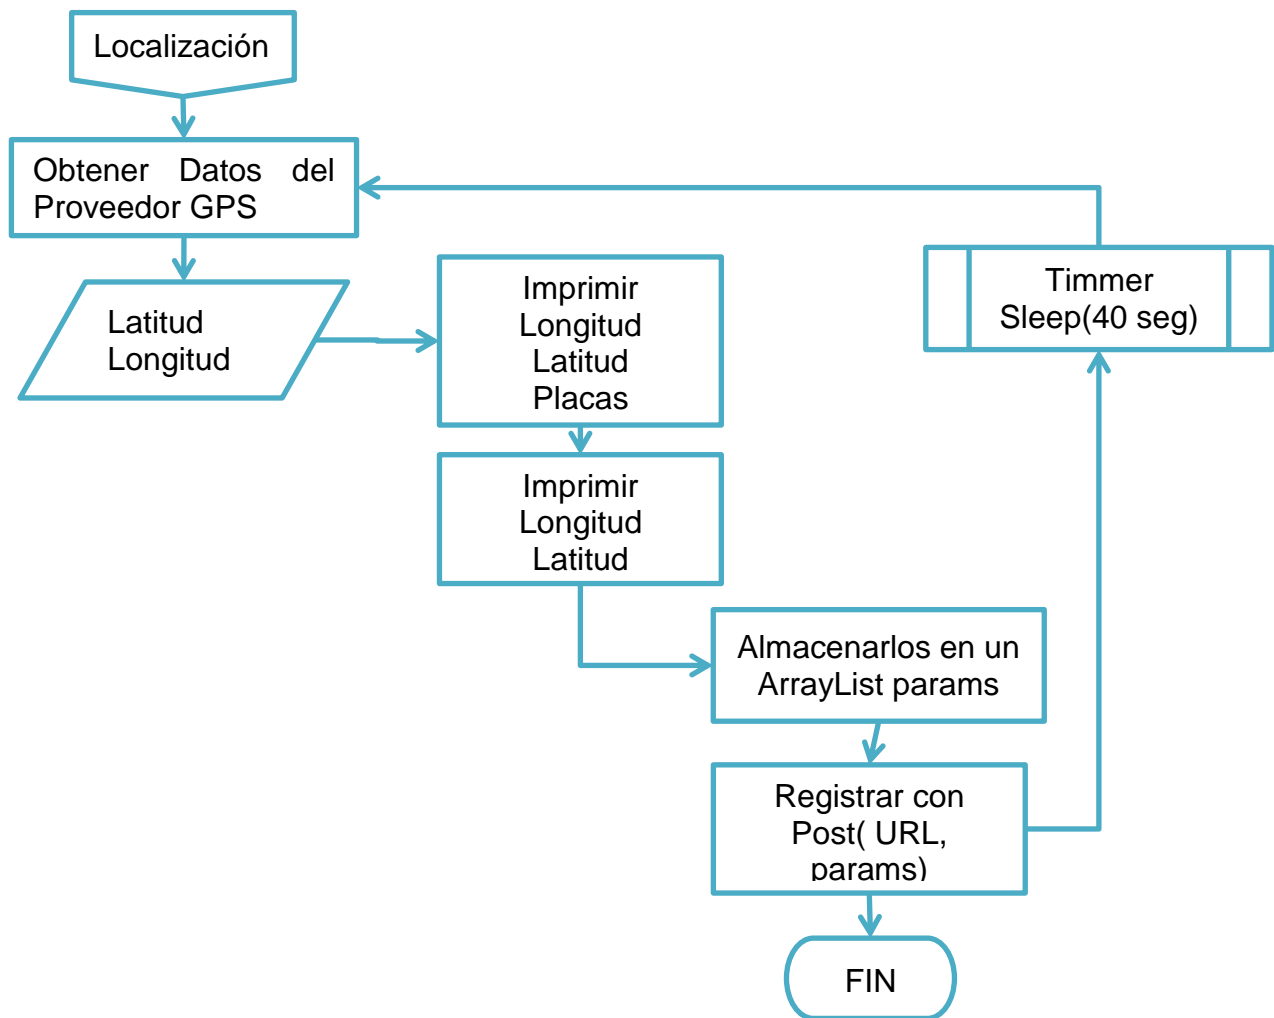 Localización
Obtener Datos del
Proveedor GPS
Latitud
Longitud
Imprimir
Longitud
Latitud
Placas
Imprimir
Longitud
Latitud
Almacenarlos en un
ArrayList params
Registrar con
Post( URL,
params)
FIN
Timmer
Sleep(40 seg)